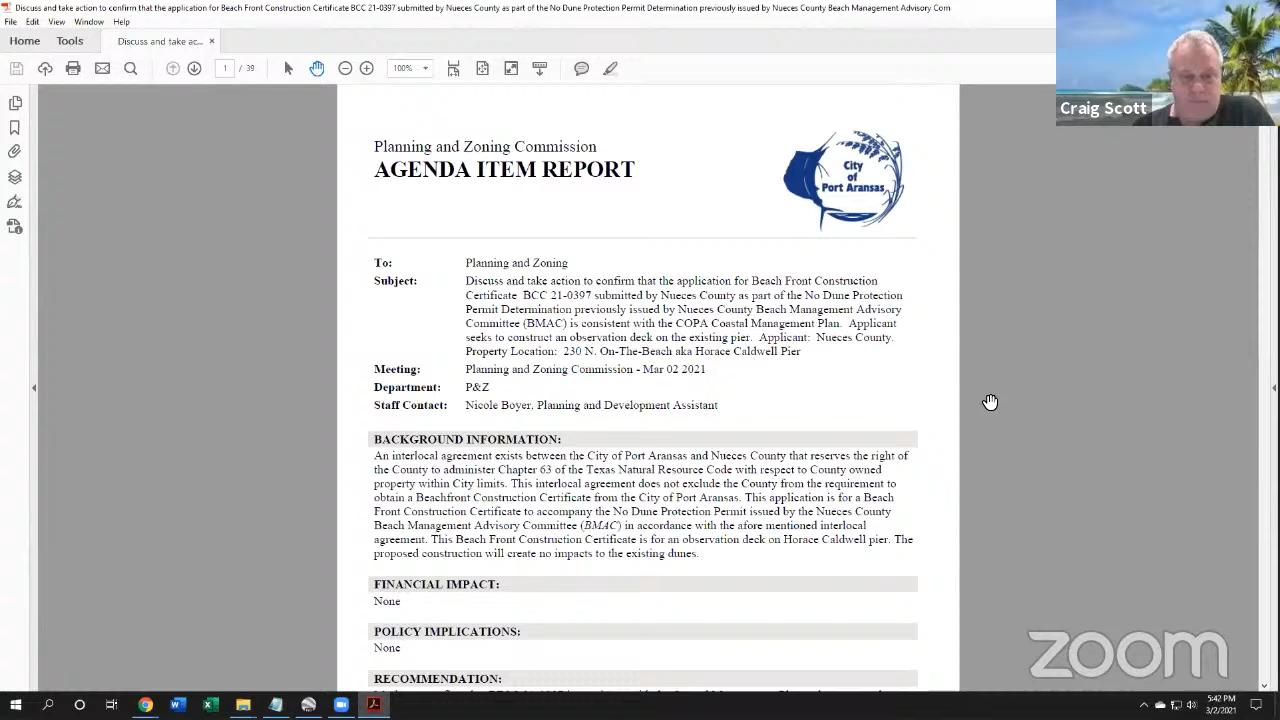 Discuss and take action to confirm that the application for Beach Front Construction Certificate BCC 21-0397 submitted by Nueces County as part of the No Dune Protection Permit Determination previously issued by Nueces County Beach Management Advisory Com
File Edit View Window Help
Home Tools Discuss and take ac... ×
1 / 39 100%
Craig Scott
Planning and Zoning Commission
AGENDA ITEM REPORT
City
of
Port Aransas
To: Planning and Zoning
Subject: Discuss and take action to confirm that the application for Beach Front Construction
Certificate BCC 21-0397 submitted by Nueces County as part of the No Dune Protection
Permit Determination previously issued by Nueces County Beach Management Advisory
Committee (BMAC) is consistent with the COPA Coastal Management Plan. Applicant
seeks to construct an observation deck on the existing pier. Applicant: Nueces County.
Property Location: 230 N. On-The-Beach aka Horace Caldwell Pier
Meeting: Planning and Zoning Commission - Mar 02 2021
Department: P&Z
Staff Contact: Nicole Boyer, Planning and Development Assistant
BACKGROUND INFORMATION:
An interlocal agreement exists between the City of Port Aransas and Nueces County that reserves the right of
the County to administer Chapter 63 of the Texas Natural Resource Code with respect to County owned
property within City limits. This interlocal agreement does not exclude the County from the requirement to
obtain a Beachfront Construction Certificate from the City of Port Aransas. This application is for a Beach
Front Construction Certificate to accompany the No Dune Protection Permit issued by the Nueces County
Beach Management Advisory Committee (BMAC) in accordance with the afore mentioned interlocal
agreement. This Beach Front Construction Certificate is for an observation deck on Horace Caldwell pier. The
proposed construction will create no impacts to the existing dunes.
FINANCIAL IMPACT:
None
POLICY IMPLICATIONS:
None
RECOMMENDATION:
zoom
5:42 PM
3/2/2021